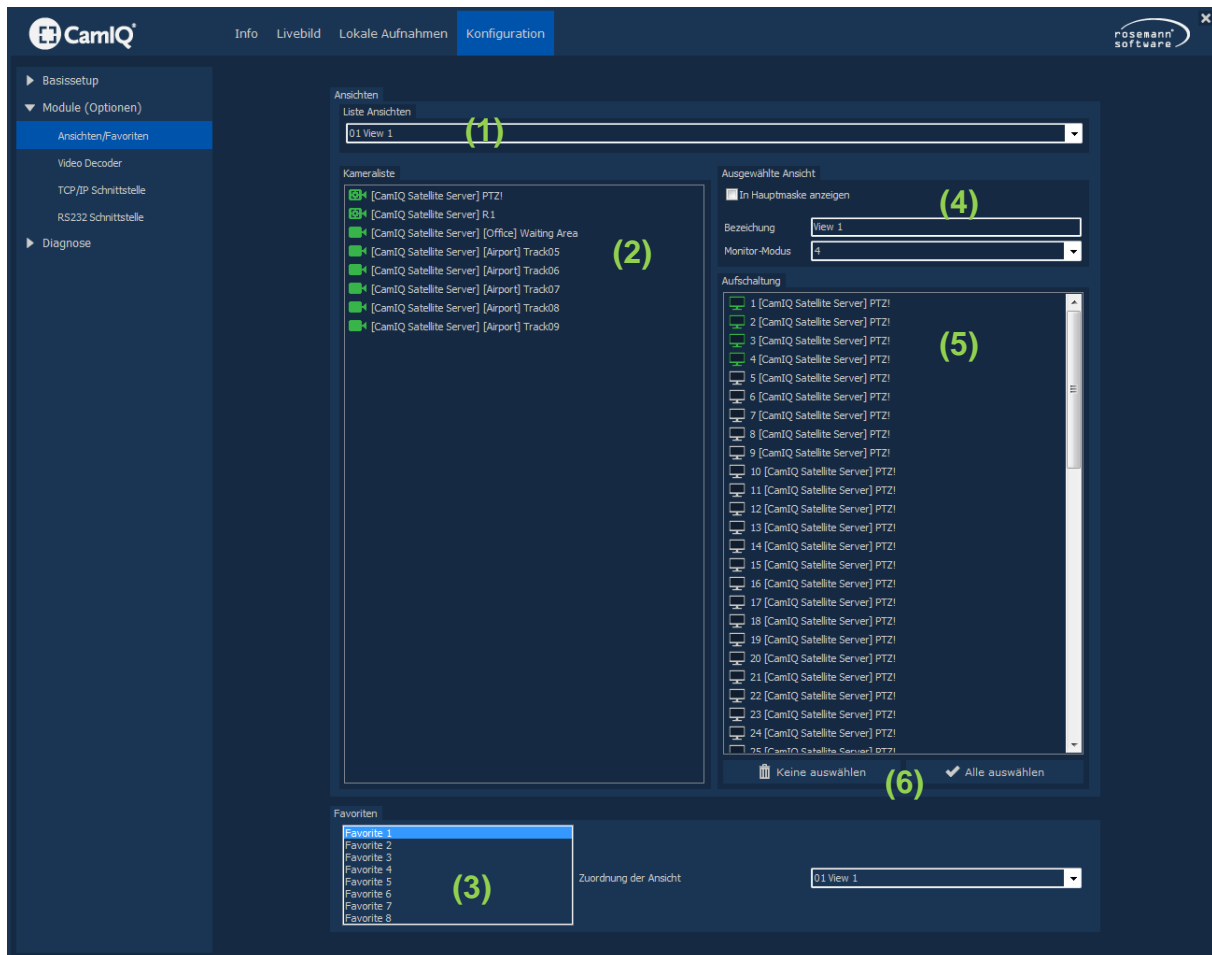 CamIQ®
Info Livebild Lokale Aufnahmen Konfiguration
rosemann®
software
Basissetup
Module (Optionen)
Ansichten/Favoriten
Video Decoder
TCP/IP Schnittstelle
RS232 Schnittstelle
Diagnose
Ansichten
Liste Ansichten
01 View 1
(1)
Kameraliste
[CamIQ Satellite Server] PTZ!
[CamIQ Satellite Server] R1
[CamIQ Satellite Server] [Office] Waiting Area
[CamIQ Satellite Server] [Airport] Track05
[CamIQ Satellite Server] [Airport] Track06
[CamIQ Satellite Server] [Airport] Track07
[CamIQ Satellite Server] [Airport] Track08
[CamIQ Satellite Server] [Airport] Track09
(2)
Ausgewählte Ansicht
In Hauptmaske anzeigen
(4)
Bezeichnung View 1
Monitor-Modus 4
Aufschaltung
1 [CamIQ Satellite Server] PTZ!
2 [CamIQ Satellite Server] PTZ!
3 [CamIQ Satellite Server] PTZ!
(5)
4 [CamIQ Satellite Server] PTZ!
5 [CamIQ Satellite Server] PTZ!
6 [CamIQ Satellite Server] PTZ!
7 [CamIQ Satellite Server] PTZ!
8 [CamIQ Satellite Server] PTZ!
9 [CamIQ Satellite Server] PTZ!
10 [CamIQ Satellite Server] PTZ!
11 [CamIQ Satellite Server] PTZ!
12 [CamIQ Satellite Server] PTZ!
13 [CamIQ Satellite Server] PTZ!
14 [CamIQ Satellite Server] PTZ!
15 [CamIQ Satellite Server] PTZ!
16 [CamIQ Satellite Server] PTZ!
17 [CamIQ Satellite Server] PTZ!
18 [CamIQ Satellite Server] PTZ!
19 [CamIQ Satellite Server] PTZ!
20 [CamIQ Satellite Server] PTZ!
21 [CamIQ Satellite Server] PTZ!
22 [CamIQ Satellite Server] PTZ!
23 [CamIQ Satellite Server] PTZ!
24 [CamIQ Satellite Server] PTZ!
25 [CamIQ Satellite Server] PTZ!
Keine auswählen (6) Alle auswählen
Favoriten
Favorite 1
Favorite 2
Favorite 3
Favorite 4
Favorite 5
Favorite 6
Favorite 7
Favorite 8
(3)
Zuordnung der Ansicht 01 View 1